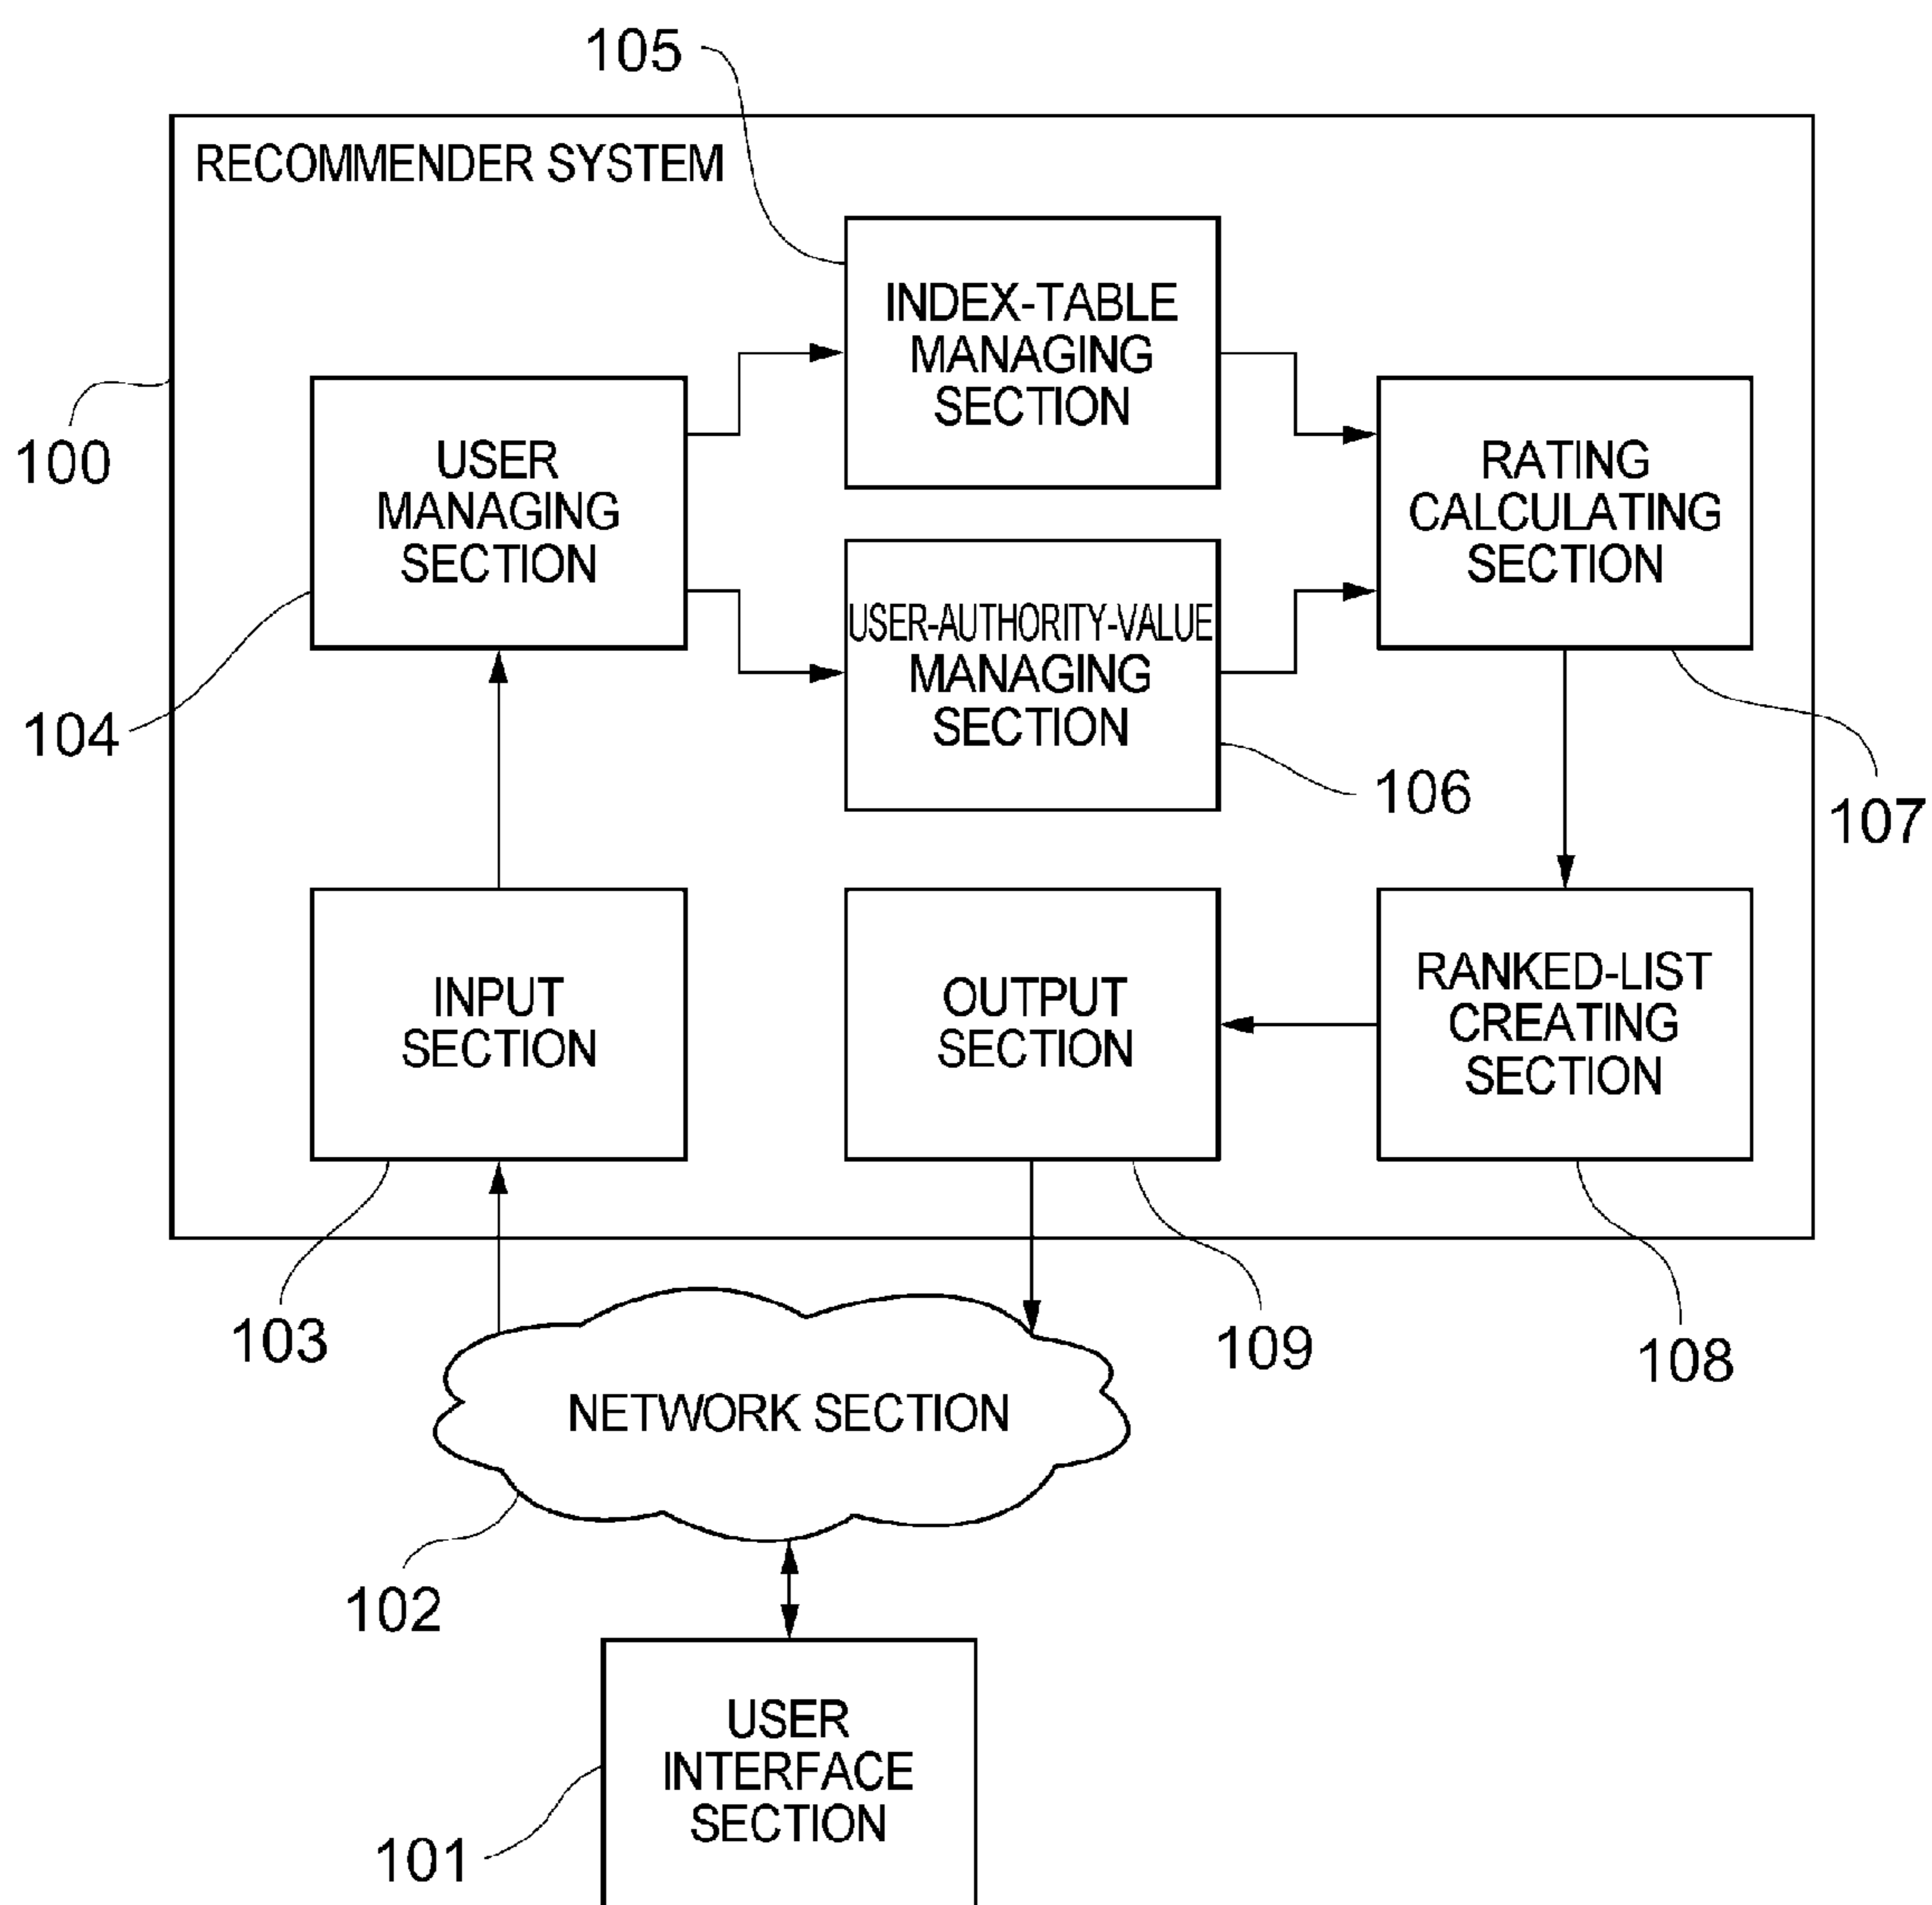 105
RECOMMENDER SYSTEM
INDEX-TABLE
MANAGING
SECTION
100
USER
MANAGING
SECTION
RATING
CALCULATING
SECTION
USER-AUTHORITY-VALUE
MANAGING
SECTION
104
106
107
INPUT
SECTION
OUTPUT
SECTION
RANKED-LIST
CREATING
SECTION
103
109
108
NETWORK SECTION
102
USER
INTERFACE
SECTION
101